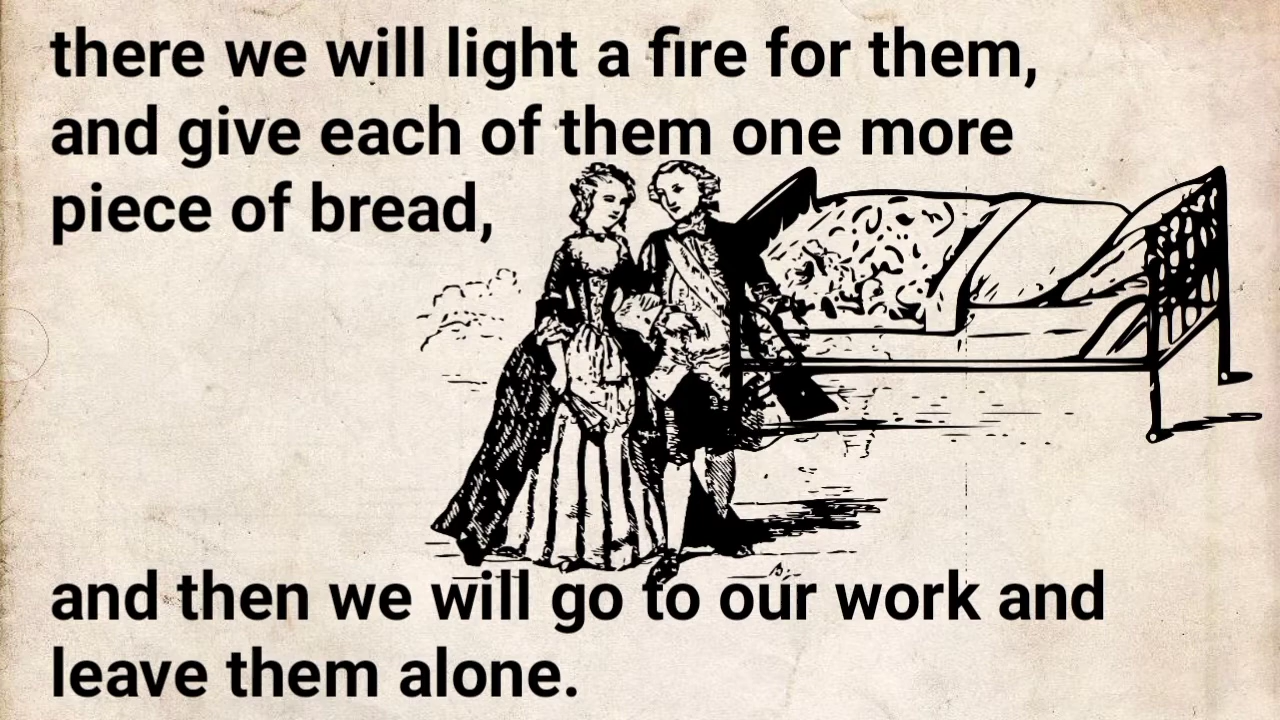 there we will light a fire for them,
and give each of them one more
piece of bread,
and then we will go to our work and
leave them alone.